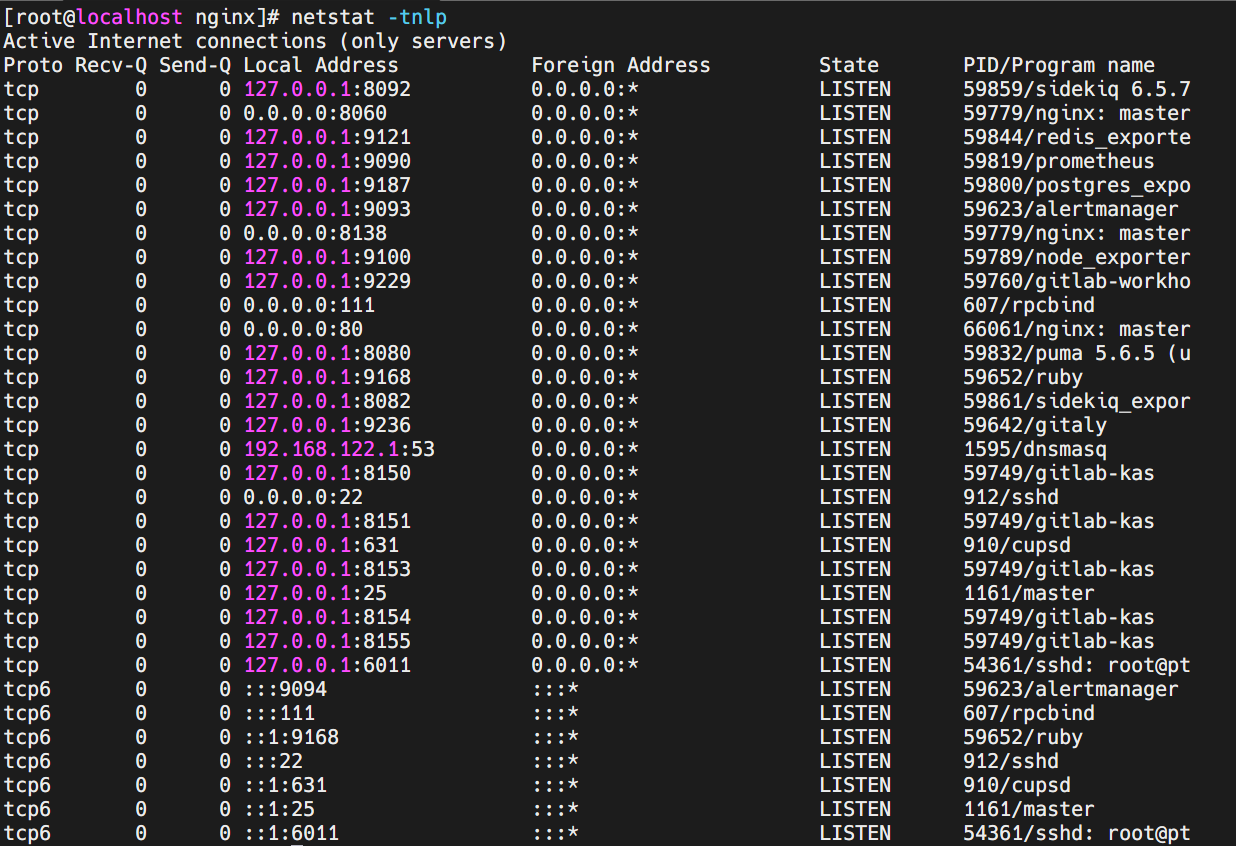 [root@localhost nginx]# netstat -tnlp
Active Internet connections (only servers)
Proto Recv-Q Send-Q Local Address           Foreign Address         State       PID/Program name
tcp        0      0 127.0.0.1:8092          0.0.0.0:*               LISTEN      59859/sidekiq 6.5.7
tcp        0      0 0.0.0.0:8060            0.0.0.0:*               LISTEN      59779/nginx: master
tcp        0      0 127.0.0.1:9121          0.0.0.0:*               LISTEN      59844/redis_exporte
tcp        0      0 127.0.0.1:9090          0.0.0.0:*               LISTEN      59819/prometheus
tcp        0      0 127.0.0.1:9187          0.0.0.0:*               LISTEN      59800/postgres_expo
tcp        0      0 127.0.0.1:9093          0.0.0.0:*               LISTEN      59623/alertmanager
tcp        0      0 0.0.0.0:8138            0.0.0.0:*               LISTEN      59779/nginx: master
tcp        0      0 127.0.0.1:9100          0.0.0.0:*               LISTEN      59789/node_exporter
tcp        0      0 127.0.0.1:9229          0.0.0.0:*               LISTEN      59760/gitlab-workho
tcp        0      0 0.0.0.0:111             0.0.0.0:*               LISTEN      607/rpcbind
tcp        0      0 0.0.0.0:80              0.0.0.0:*               LISTEN      66061/nginx: master
tcp        0      0 127.0.0.1:8080          0.0.0.0:*               LISTEN      59832/puma 5.6.5 (u
tcp        0      0 127.0.0.1:9168          0.0.0.0:*               LISTEN      59652/ruby
tcp        0      0 127.0.0.1:8082          0.0.0.0:*               LISTEN      59861/sidekiq_expor
tcp        0      0 127.0.0.1:9236          0.0.0.0:*               LISTEN      59642/gitaly
tcp        0      0 192.168.122.1:53        0.0.0.0:*               LISTEN      1595/dnsmasq
tcp        0      0 127.0.0.1:8150          0.0.0.0:*               LISTEN      59749/gitlab-kas
tcp        0      0 0.0.0.0:22              0.0.0.0:*               LISTEN      912/sshd
tcp        0      0 127.0.0.1:8151          0.0.0.0:*               LISTEN      59749/gitlab-kas
tcp        0      0 127.0.0.1:631           0.0.0.0:*               LISTEN      910/cupsd
tcp        0      0 127.0.0.1:8153          0.0.0.0:*               LISTEN      59749/gitlab-kas
tcp        0      0 127.0.0.1:25            0.0.0.0:*               LISTEN      1161/master
tcp        0      0 127.0.0.1:8154          0.0.0.0:*               LISTEN      59749/gitlab-kas
tcp        0      0 127.0.0.1:8155          0.0.0.0:*               LISTEN      59749/gitlab-kas
tcp        0      0 127.0.0.1:6011          0.0.0.0:*               LISTEN      54361/sshd: root@pt
tcp6       0      0 :::9094                 :::*                    LISTEN      59623/alertmanager
tcp6       0      0 :::111                  :::*                    LISTEN      607/rpcbind
tcp6       0      0 ::1:9168                :::*                    LISTEN      59652/ruby
tcp6       0      0 :::22                   :::*                    LISTEN      912/sshd
tcp6       0      0 ::1:631                 :::*                    LISTEN      910/cupsd
tcp6       0      0 ::1:25                  :::*                    LISTEN      1161/master
tcp6       0      0 ::1:6011                :::*                    LISTEN      54361/sshd: root@pt